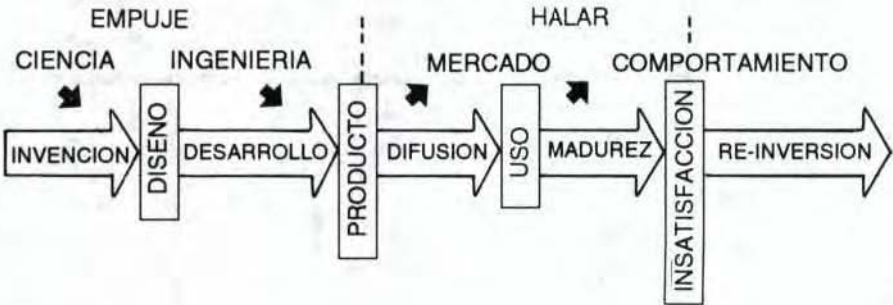 EMPUJE HALAR
CIENCIA INGENIERIA MERCADO COMPORTAMIENTO
INVENCION DISENO DESARROLLO PRODUCTO DIFUSION USO MADUREZ INSATISFACCION RE-INVERSION